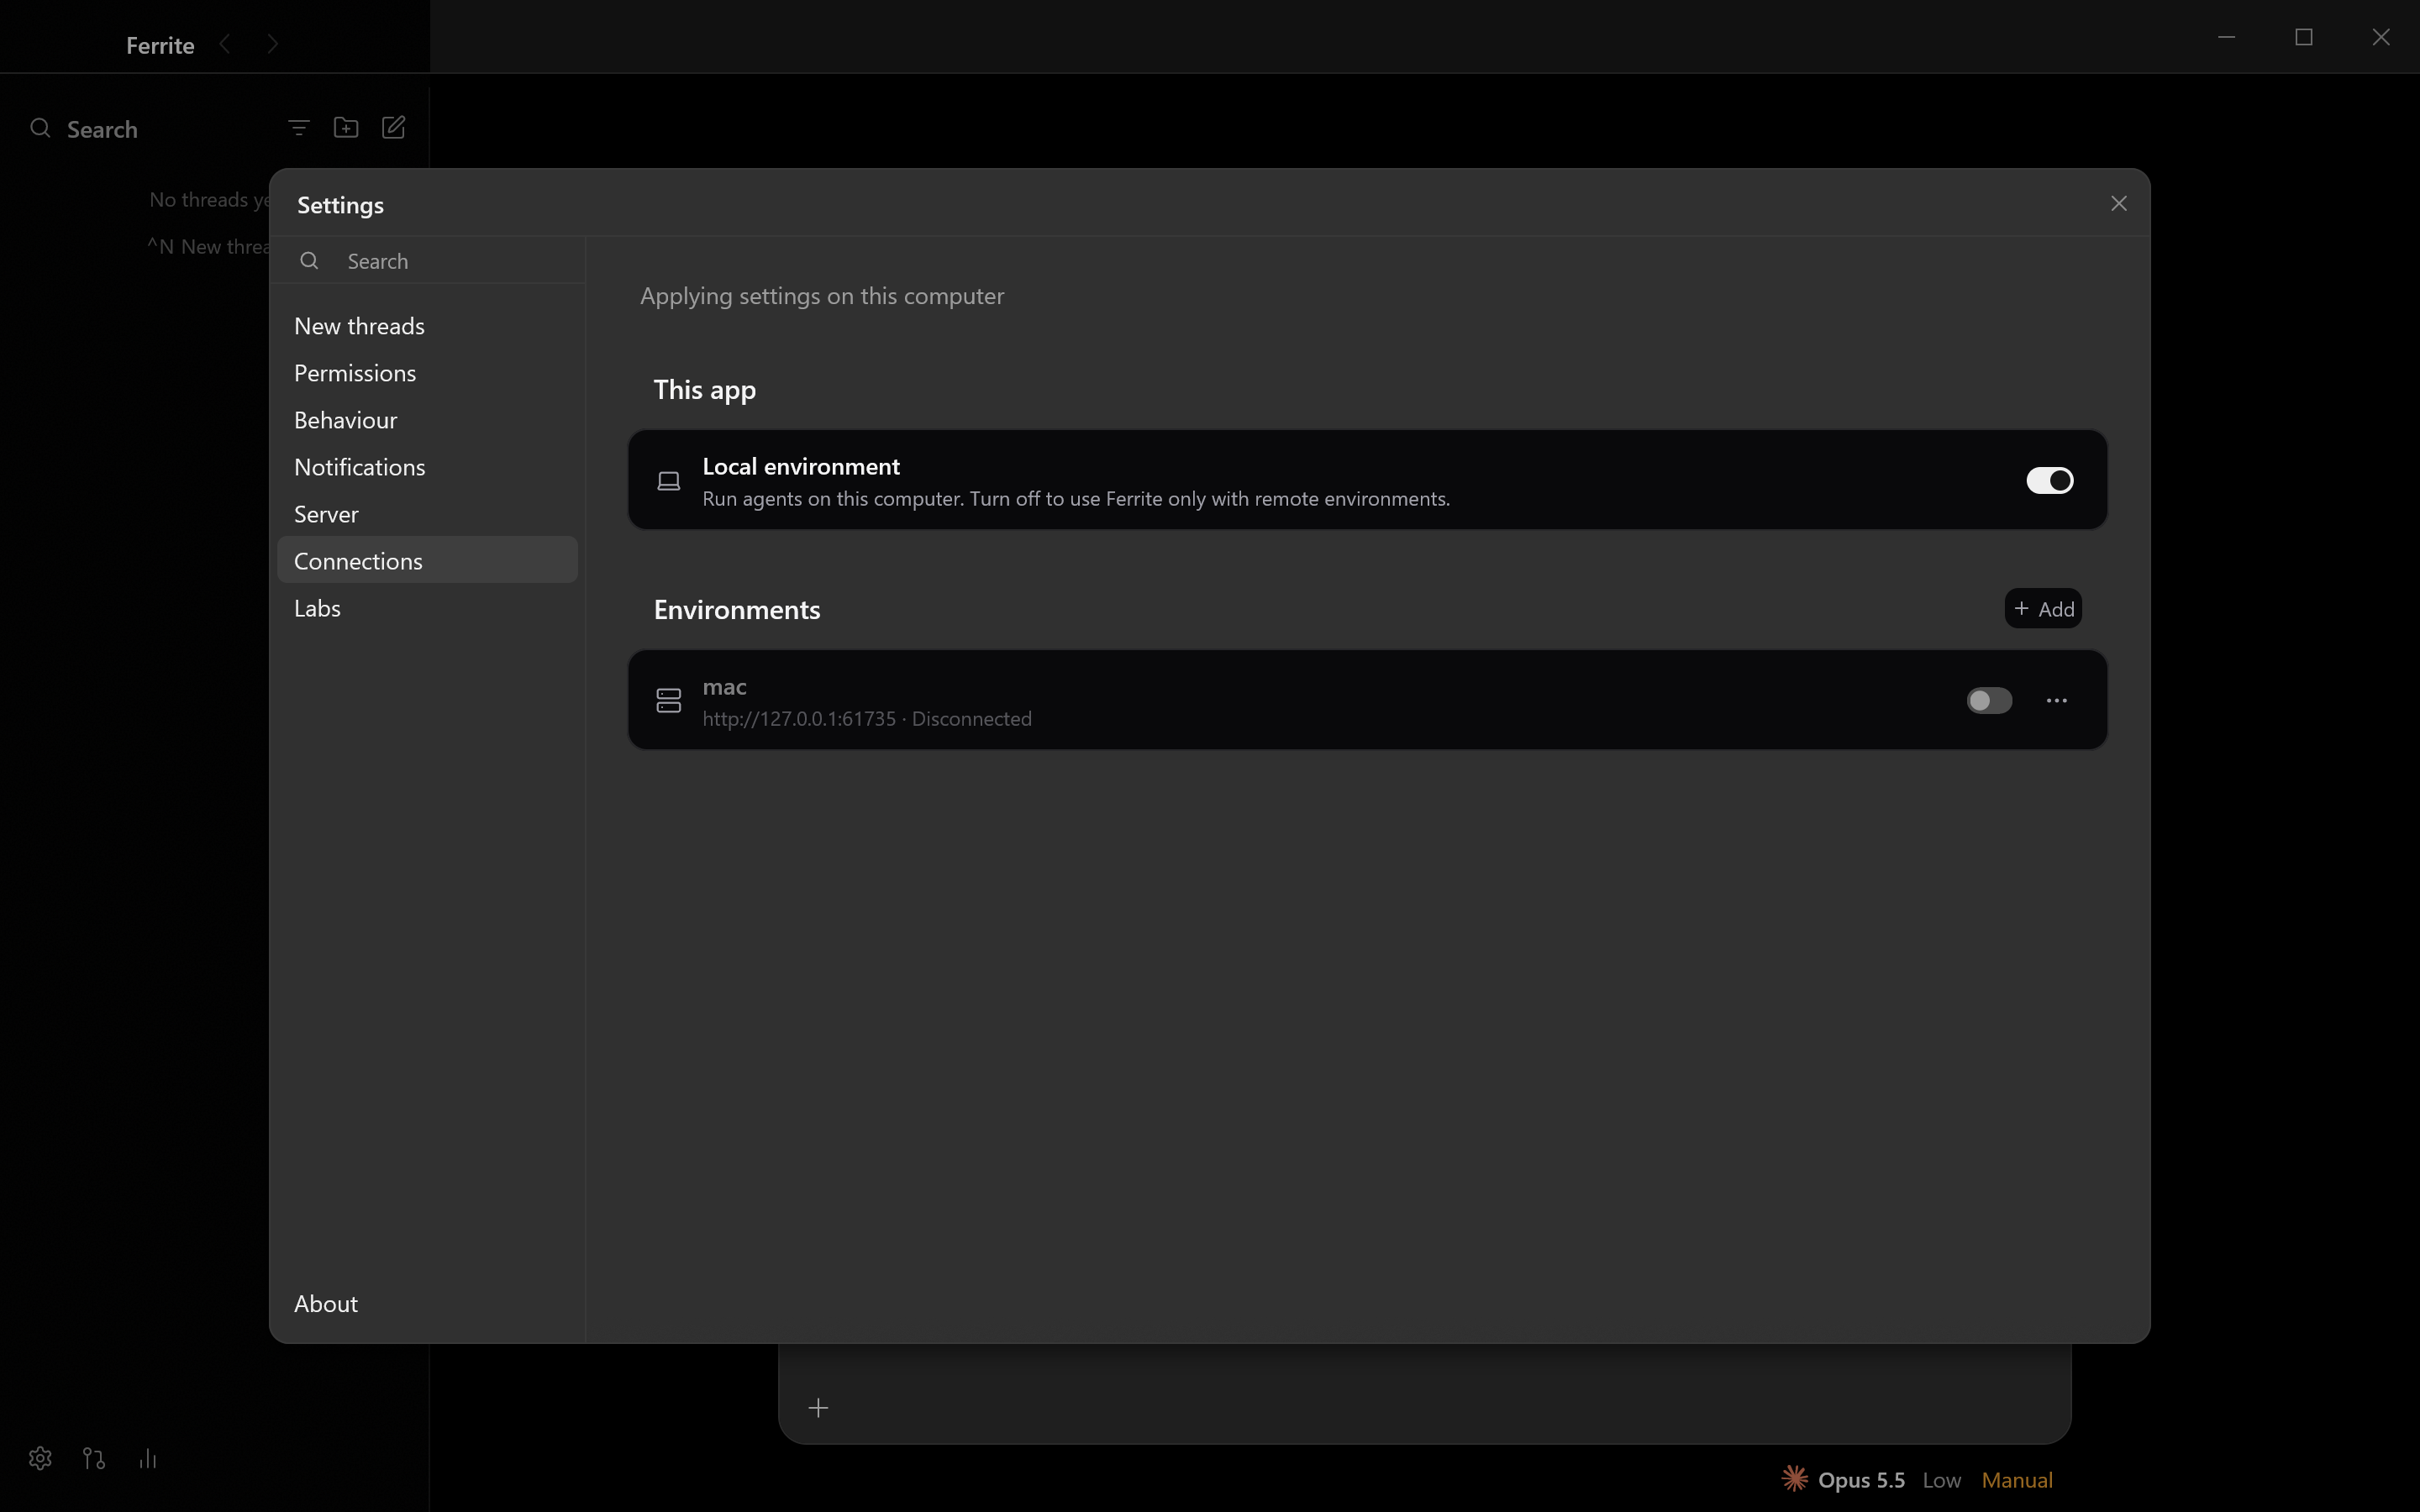 Ferrite
Search
No threads ye
^N New threa
Settings
Search
New threads
Permissions
Behaviour
Notifications
Server
Connections
Labs
About
Applying settings on this computer
This app
Local environment
Run agents on this computer. Turn off to use Ferrite only with remote environments.
Environments
+ Add
mac
http://127.0.0.1:61735 · Disconnected
Opus 5.5 Low Manual